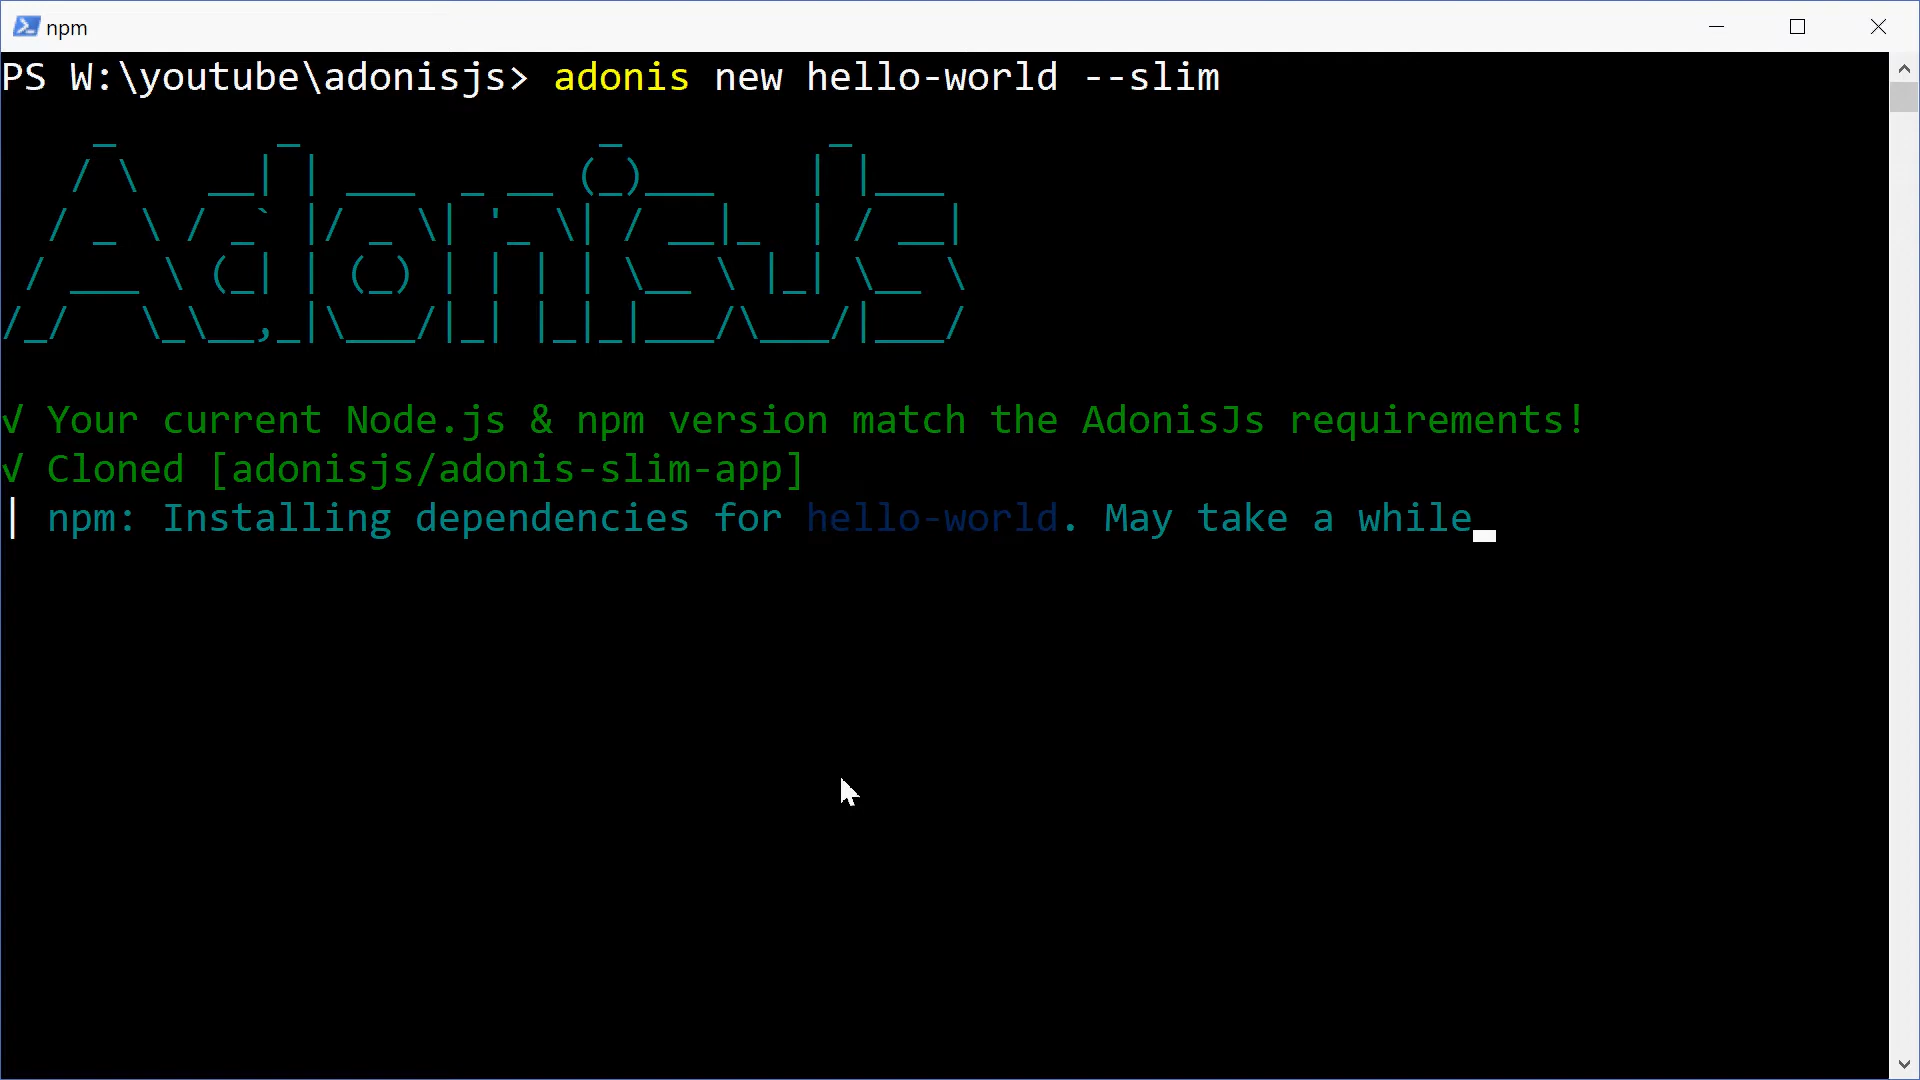 npm
PS W:\youtube\adonisjs> adonis new hello-world --slim
AdonisJs
√ Your current Node.js & npm version match the AdonisJs requirements!
√ Cloned [adonisjs/adonis-slim-app]
| npm: Installing dependencies for hello-world. May take a while